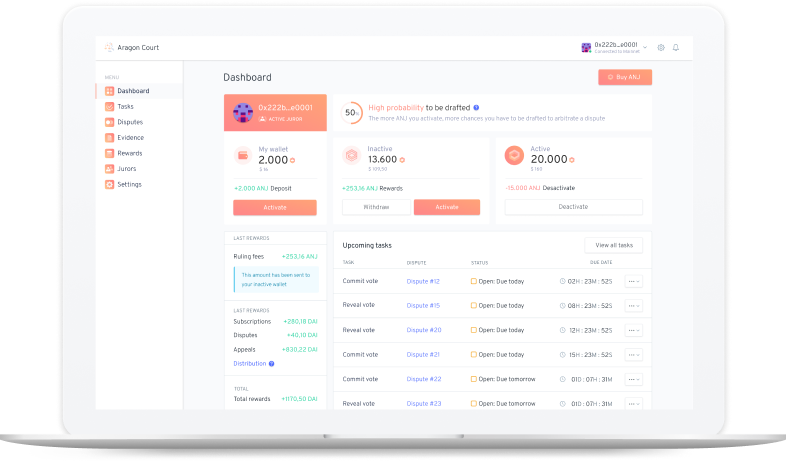 Aragon Court
0x222b...e0001
Connected to Mainnet
MENU
Dashboard
Tasks
Disputes
Evidence
Rewards
Jurors
Settings
Dashboard
Buy ANJ
0x222b...e0001
ACTIVE JUROR
50%
High probability to be drafted
The more ANJ you activate, more chances you have to be drafted to arbitrate a dispute
My wallet
2.000
+2.000 ANJ Deposit
Activate
Inactive
13.600
+253.16 ANJ Rewards
Withdraw
Activate
Active
20.000
$ 160
-15.000 ANJ Desactivate
Deactivate
LAST REWARDS
Ruling fees +253,16 ANJ
This amount has been sent to
your inactive wallet
LAST REWARDS
Subscriptions +280,18 DAI
Disputes +40,10 DAI
Appeals +830,22 DAI
Distribution
TOTAL
Total rewards +1170,50 DAI
Upcoming tasks
View all tasks
TASK DISPUTE STATUS DUE DATE
Commit vote Dispute #12 Open: Due today 02H : 23M : 52S
Reveal vote Dispute #15 Open: Due today 08H : 23M : 52S
Reveal vote Dispute #20 Open: Due today 12H : 23M : 52S
Commit vote Dispute #21 Open: Due today 15H : 23M : 52S
Commit vote Dispute #22 Open: Due tomorrow 01D : 07H : 31M
Reveal vote Dispute #23 Open: Due tomorrow 01D : 07H : 31M